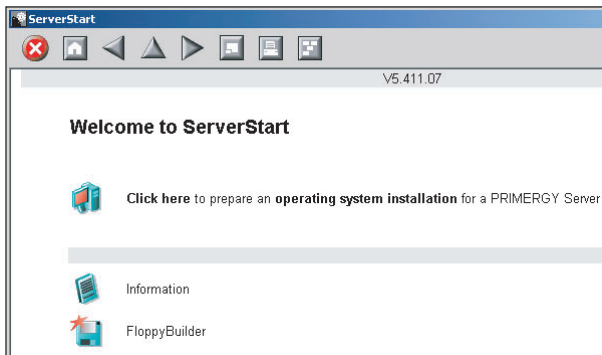 ServerStart
V5.411.07
Welcome to ServerStart
Click here to prepare an operating system installation for a PRIMERGY Server
Information
FloppyBuilder